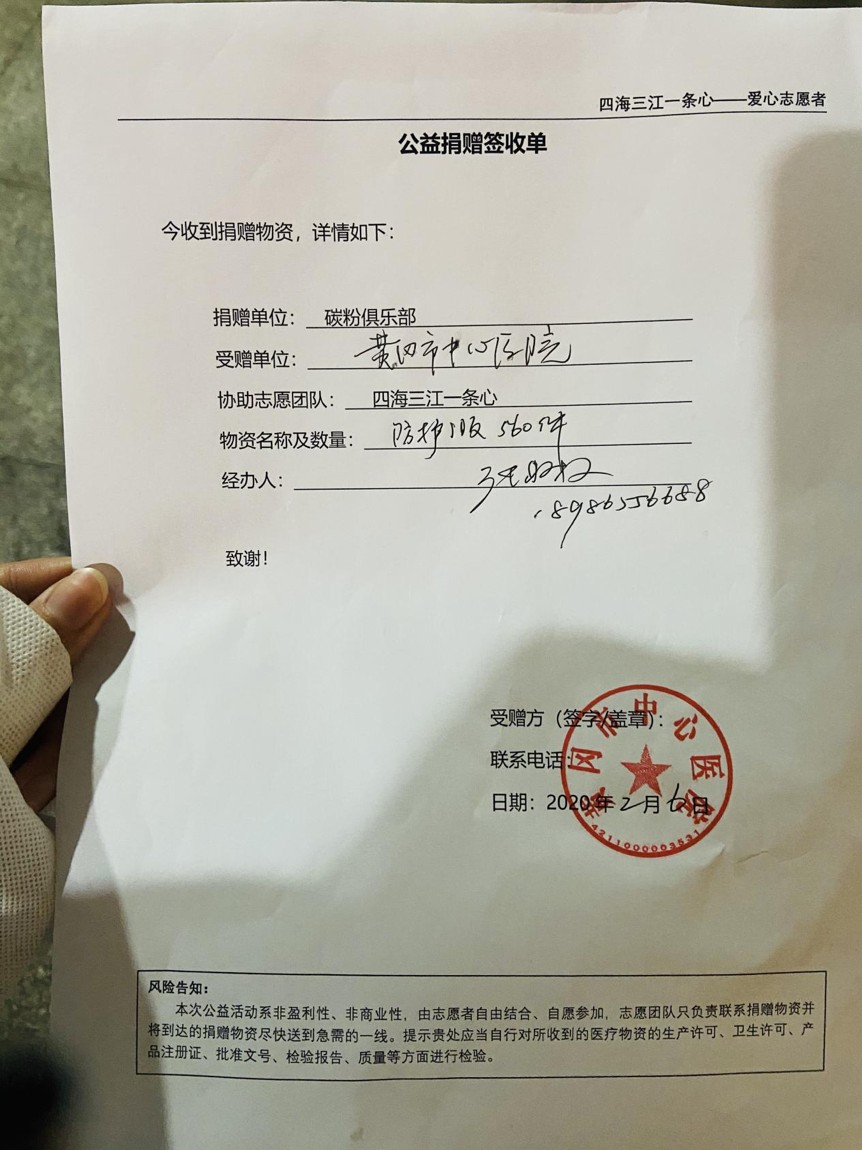 四海三江一条心——爱心志愿者
公益捐赠签收单
今收到捐赠物资，详情如下：
捐赠单位： 碳粉俱乐部
受赠单位： 黄冈市中心医院
协助志愿团队： 四海三江一条心
物资名称及数量： 防护服 560件
经办人：
18986556688
致谢！
受赠方（签字/盖章）：
联系电话：
日期：2020年2月7日
黄冈市中心医院
4211000003531
风险告知：
本次公益活动系非盈利性、非商业性，由志愿者自由结合、自愿参加，志愿团队只负责联系捐赠物资并
将到达的捐赠物资尽快送到急需的一线。提示贵处应当自行对所收到的医疗物资的生产许可、卫生许可、产
品注册证、批准文号、检验报告、质量等方面进行检验。